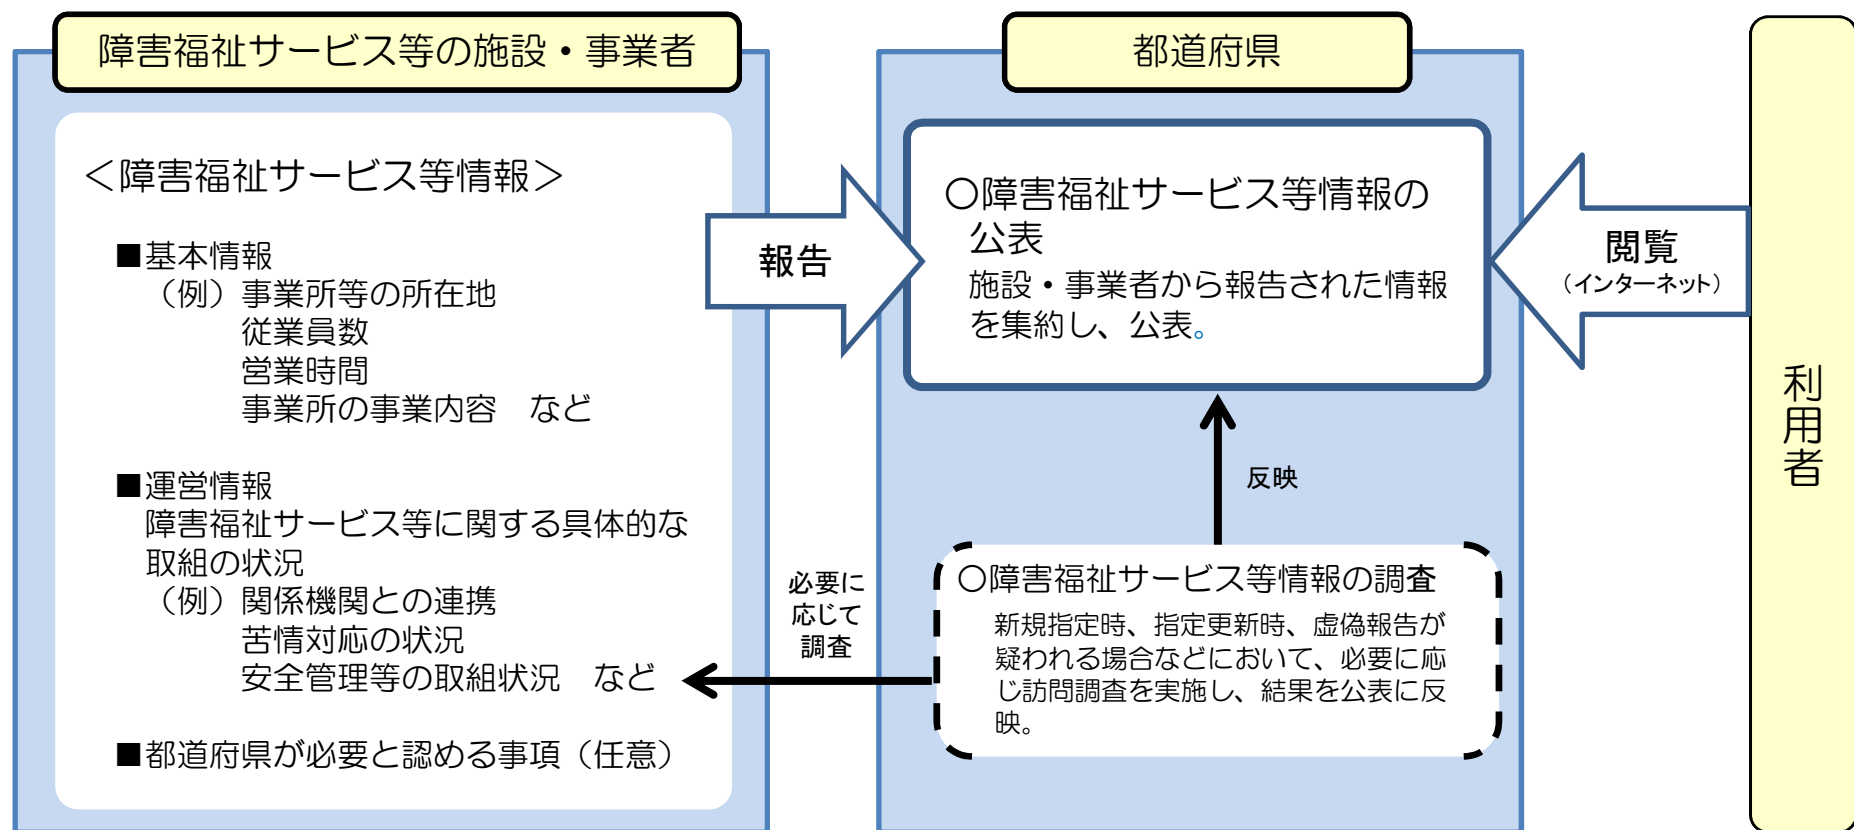 障害福祉サービス等の施設・事業者
＜障害福祉サービス等情報＞
■基本情報
（例）事業所等の所在地
従業員数
営業時間
事業所の事業内容　など
■運営情報
障害福祉サービス等に関する具体的な
取組の状況
（例）関係機関との連携
苦情対応の状況
安全管理等の取組状況　など
■都道府県が必要と認める事項（任意）
報告
必要に
応じて
調査
都道府県
〇障害福祉サービス等情報の
公表
施設・事業者から報告された情報
を集約し、公表。
反映
〇障害福祉サービス等情報の調査
新規指定時、指定更新時、虚偽報告が
疑われる場合などにおいて、必要に応
じ訪問調査を実施し、結果を公表に反
映。
閲覧
（インターネット）
利用者